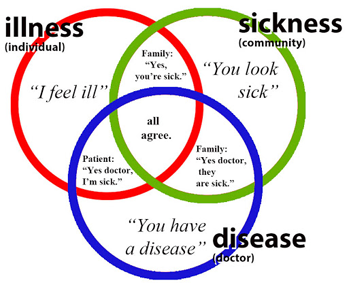 illness
(individual)
sickness
(community)
Family:
"Yes,
you're sick."
"I feel ill"
"You look
sick"
all
agree.
Patient:
"Yes doctor,
I'm sick."
Family:
"Yes doctor,
they
are sick."
"You have
a disease"
disease
(doctor)